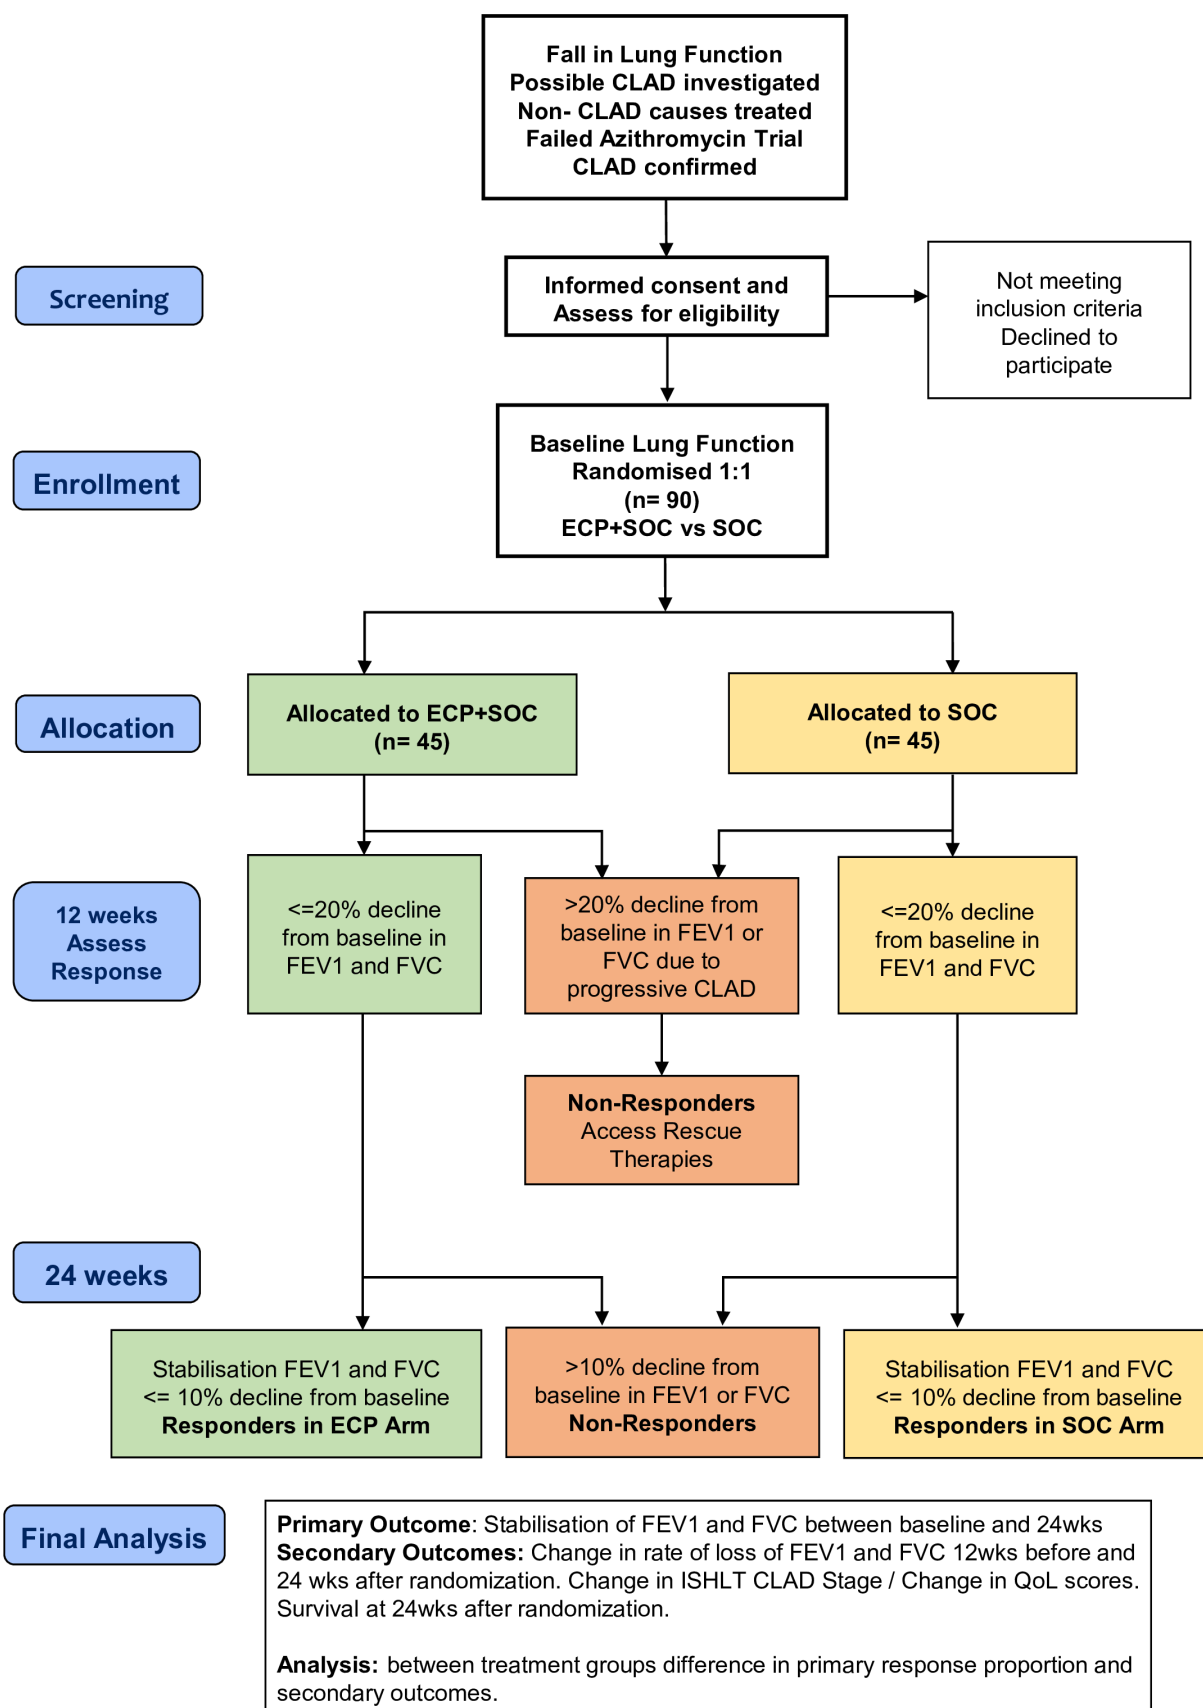 Fall in Lung Function
Possible CLAD investigated
Non- CLAD causes treated
Failed Azithromycin Trial
CLAD confirmed
Screening
Informed consent and
Assess for eligibility
Not meeting
inclusion criteria
Declined to
participate
Enrollment
Baseline Lung Function
Randomised 1:1
(n= 90)
ECP+SOC vs SOC
Allocation
Allocated to ECP+SOC
(n= 45)
Allocated to SOC
(n= 45)
12 weeks
Assess
Response
<=20% decline
from baseline in
FEV1 and FVC
>20% decline from
baseline in FEV1 or
FVC due to
progressive CLAD
<=20% decline
from baseline in
FEV1 and FVC
Non-Responders
Access Rescue
Therapies
24 weeks
Stabilisation FEV1 and FVC
<= 10% decline from baseline
Responders in ECP Arm
>10% decline from
baseline in FEV1 or FVC
Non-Responders
Stabilisation FEV1 and FVC
<= 10% decline from baseline
Responders in SOC Arm
Final Analysis
Primary Outcome: Stabilisation of FEV1 and FVC between baseline and 24wks
Secondary Outcomes: Change in rate of loss of FEV1 and FVC 12wks before and
24 wks after randomization. Change in ISHLT CLAD Stage / Change in QoL scores.
Survival at 24wks after randomization.
Analysis: between treatment groups difference in primary response proportion and
secondary outcomes.